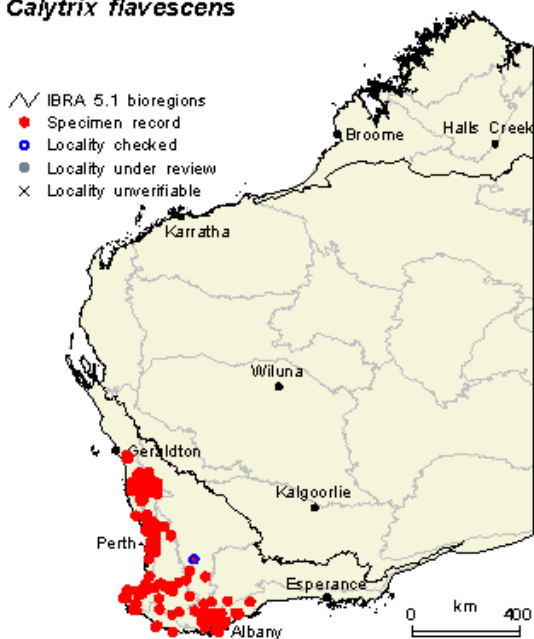 Calytrix flavescens
IBRA 5.1 bioregions
Specimen record
Locality checked
Locality under review
Locality unverifiable
Broome
Halls Creek
Karratha
Wiluna
Geraldton
Kalgoorlie
Perth
Esperance
Albany
0 km 400